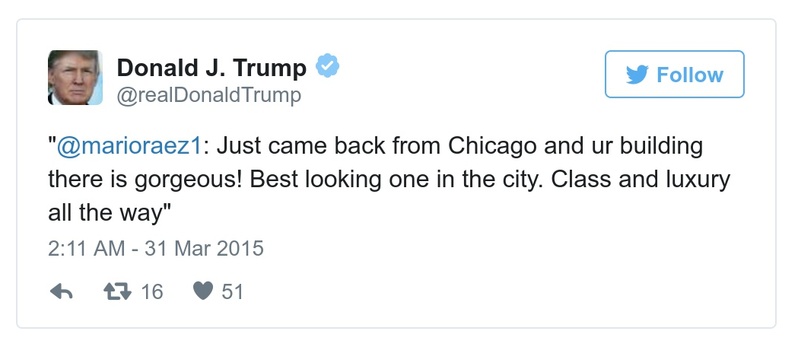 Donald J. Trump
Follow
@realDonaldTrump
"@marioraez1: Just came back from Chicago and ur building
there is gorgeous! Best looking one in the city. Class and luxury
all the way"
2:11 AM - 31 Mar 2015
16 51